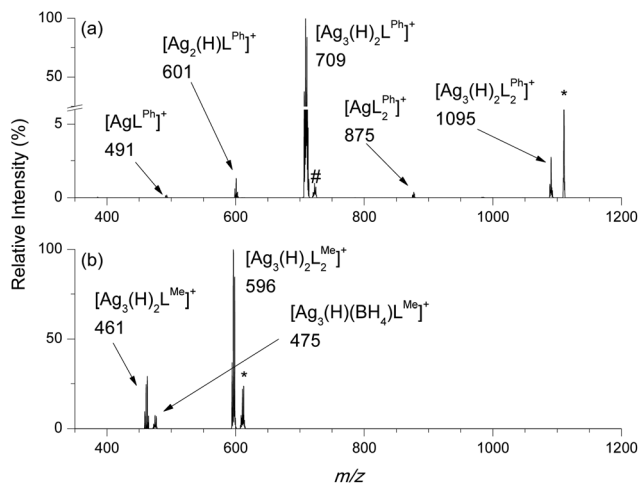 (a)
[Ag₃(H)₂Lᴾʰ]⁺
709
[Ag₂(H)Lᴾʰ]⁺
601
[AgLᴾʰ]⁺
491
[AgL₂ᴾʰ]⁺
875
[Ag₃(H)₂L₂ᴾʰ]⁺
1095
*
#
100
50
5
0
400 600 800 1000 1200
Relative Intensity (%)
(b)
[Ag₃(H)₂L₂ᴹᵉ]⁺
596
[Ag₃(H)₂Lᴹᵉ]⁺
461
[Ag₃(H)(BH₄)Lᴹᵉ]⁺
475
*
100
50
0
400 600 800 1000 1200
m/z